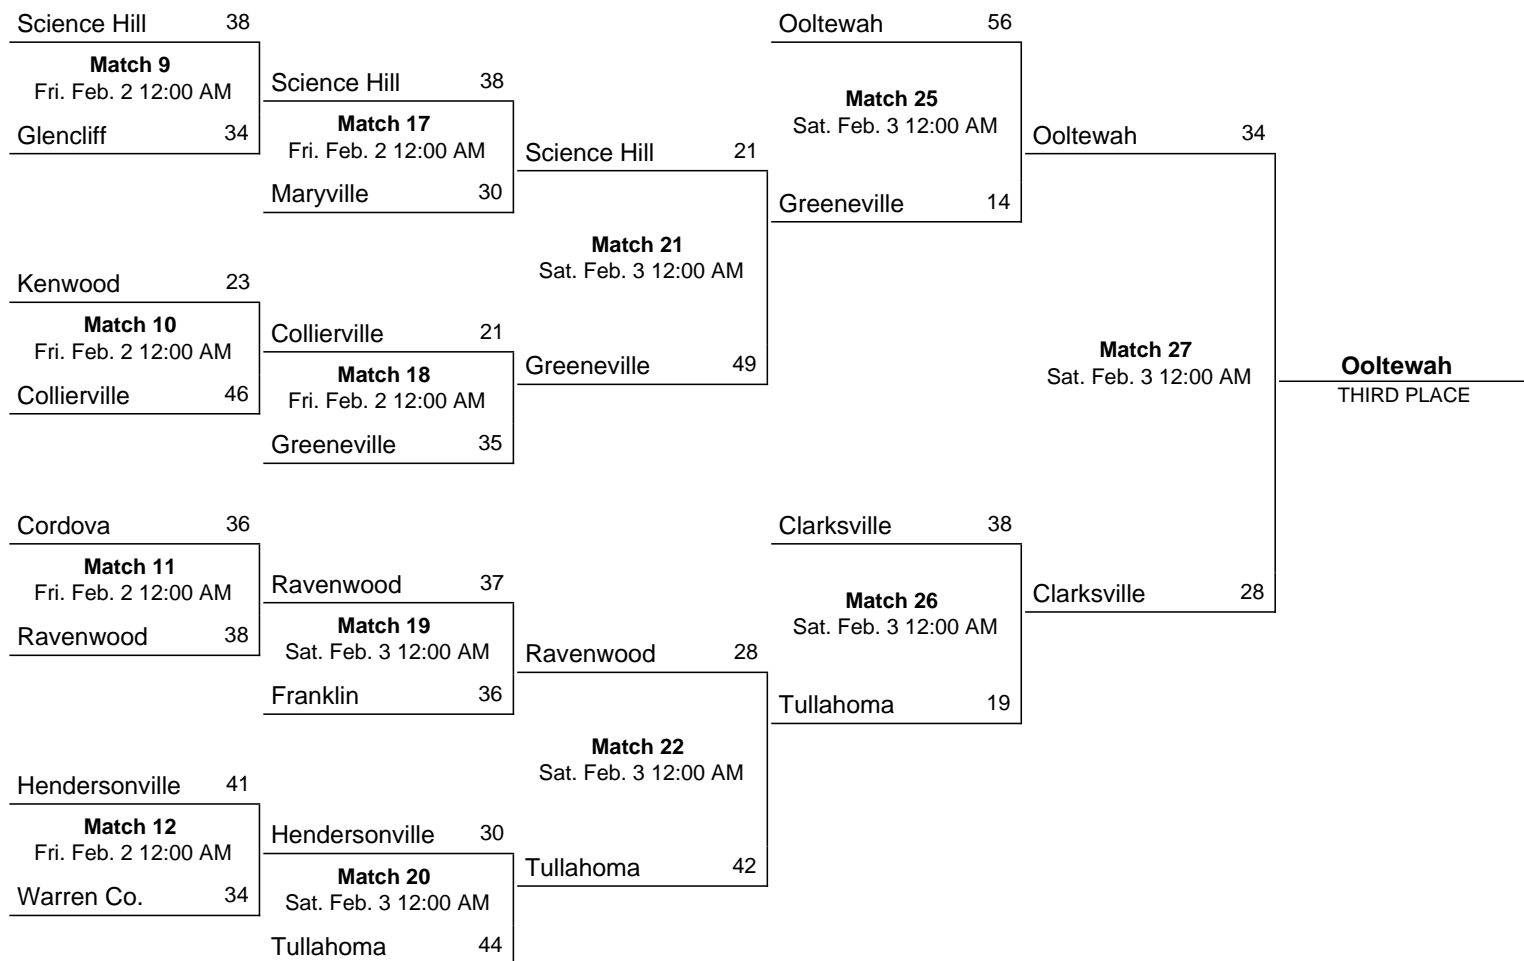 Science Hill 38
Match 9
Fri. Feb. 2 12:00 AM
Glencliff 34
Kenwood 23
Match 10
Fri. Feb. 2 12:00 AM
Collierville 46
Cordova 36
Match 11
Fri. Feb. 2 12:00 AM
Ravenwood 38
Hendersonville 41
Match 12
Fri. Feb. 2 12:00 AM
Warren Co. 34
Science Hill 38
Match 17
Fri. Feb. 2 12:00 AM
Maryville 30
Collierville 21
Match 18
Fri. Feb. 2 12:00 AM
Greeneville 35
Ravenwood 37
Match 19
Sat. Feb. 3 12:00 AM
Franklin 36
Hendersonville 30
Match 20
Sat. Feb. 3 12:00 AM
Tullahoma 44
Science Hill 21
Match 21
Sat. Feb. 3 12:00 AM
Greeneville 49
Ravenwood 28
Match 22
Sat. Feb. 3 12:00 AM
Tullahoma 42
Ooltewah 56
Match 25
Sat. Feb. 3 12:00 AM
Greeneville 14
Clarksville 38
Match 26
Sat. Feb. 3 12:00 AM
Tullahoma 19
Ooltewah 34
Match 27
Sat. Feb. 3 12:00 AM
Clarksville 28
Ooltewah
THIRD PLACE